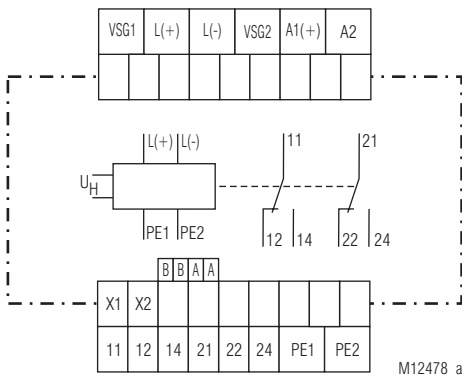 VSG1 L(+) L(-) VSG2 A1(+) A2
L(+) L(-) 11 21
UH
PE1 PE2 12 14 22 24
B B A A
X1 X2
11 12 14 21 22 24 PE1 PE2
M12478_a